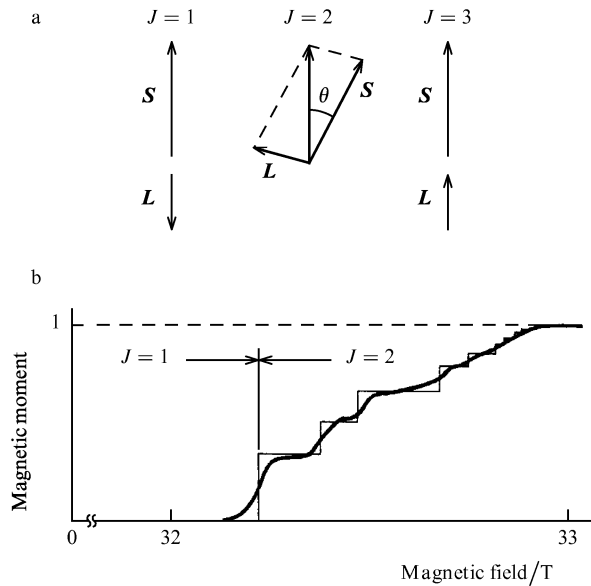 a
J = 1
J = 2
J = 3
S
L
θ
S
L
S
L
b
1
J = 1
J = 2
Magnetic moment
0
32
33
Magnetic field/T